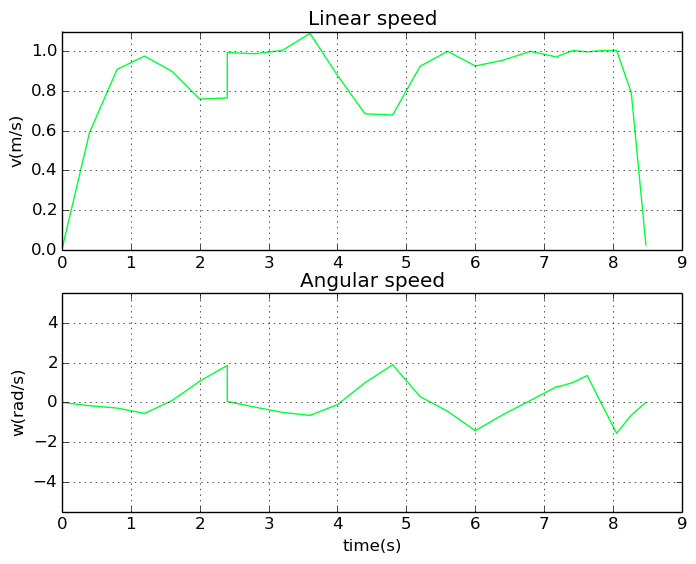 Linear speed
1.0
0.8
0.6
0.4
0.2
0.0
v(m/s)
0 1 2 3 4 5 6 7 8 9
Angular speed
4
2
0
−2
−4
w(rad/s)
0 1 2 3 4 5 6 7 8 9
time(s)